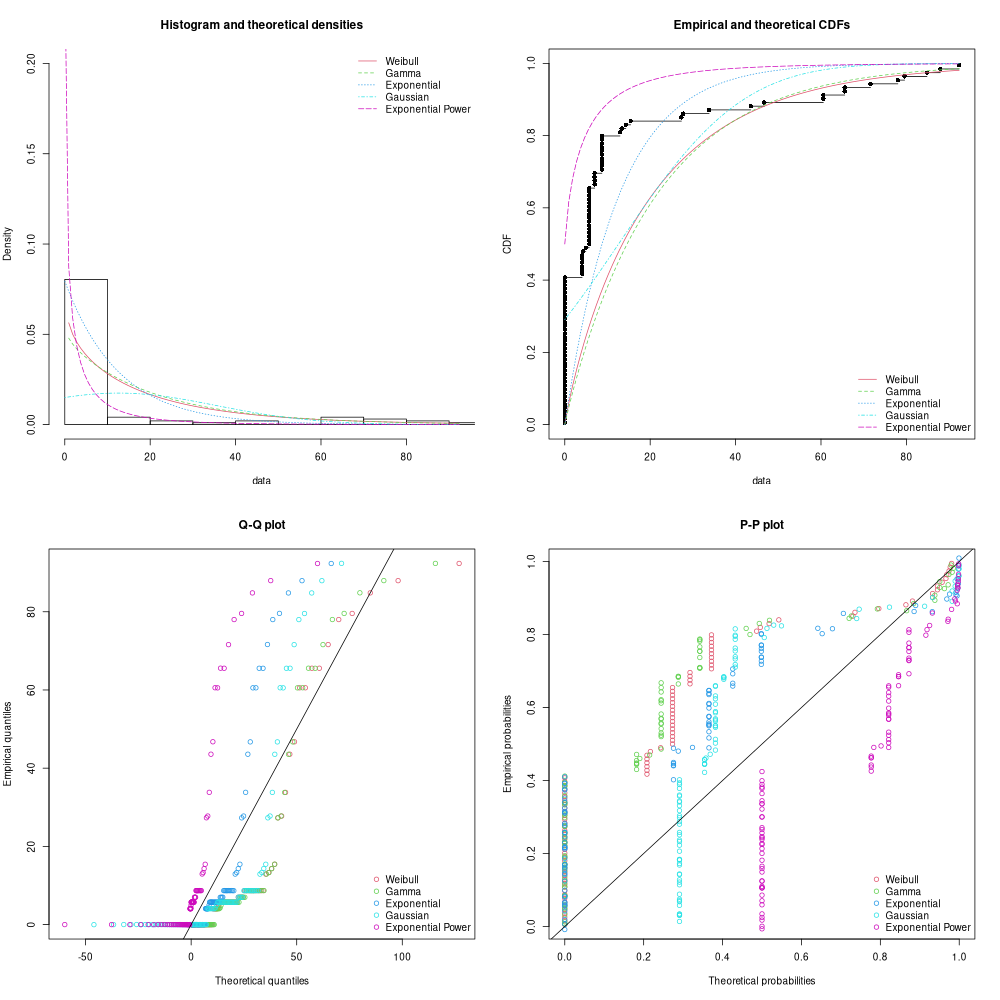 Histogram and theoretical densities
Density
0.00 0.05 0.10 0.15 0.20
0 20 40 60 80
data
Weibull
Gamma
Exponential
Gaussian
Exponential Power
Empirical and theoretical CDFs
CDF
0.0 0.2 0.4 0.6 0.8 1.0
0 20 40 60 80
data
Weibull
Gamma
Exponential
Gaussian
Exponential Power
Q-Q plot
Empirical quantiles
0 20 40 60 80
-50 0 50 100
Theoretical quantiles
Weibull
Gamma
Exponential
Gaussian
Exponential Power
P-P plot
Empirical probabilities
0.0 0.2 0.4 0.6 0.8 1.0
0.0 0.2 0.4 0.6 0.8 1.0
Theoretical probabilities
Weibull
Gamma
Exponential
Gaussian
Exponential Power